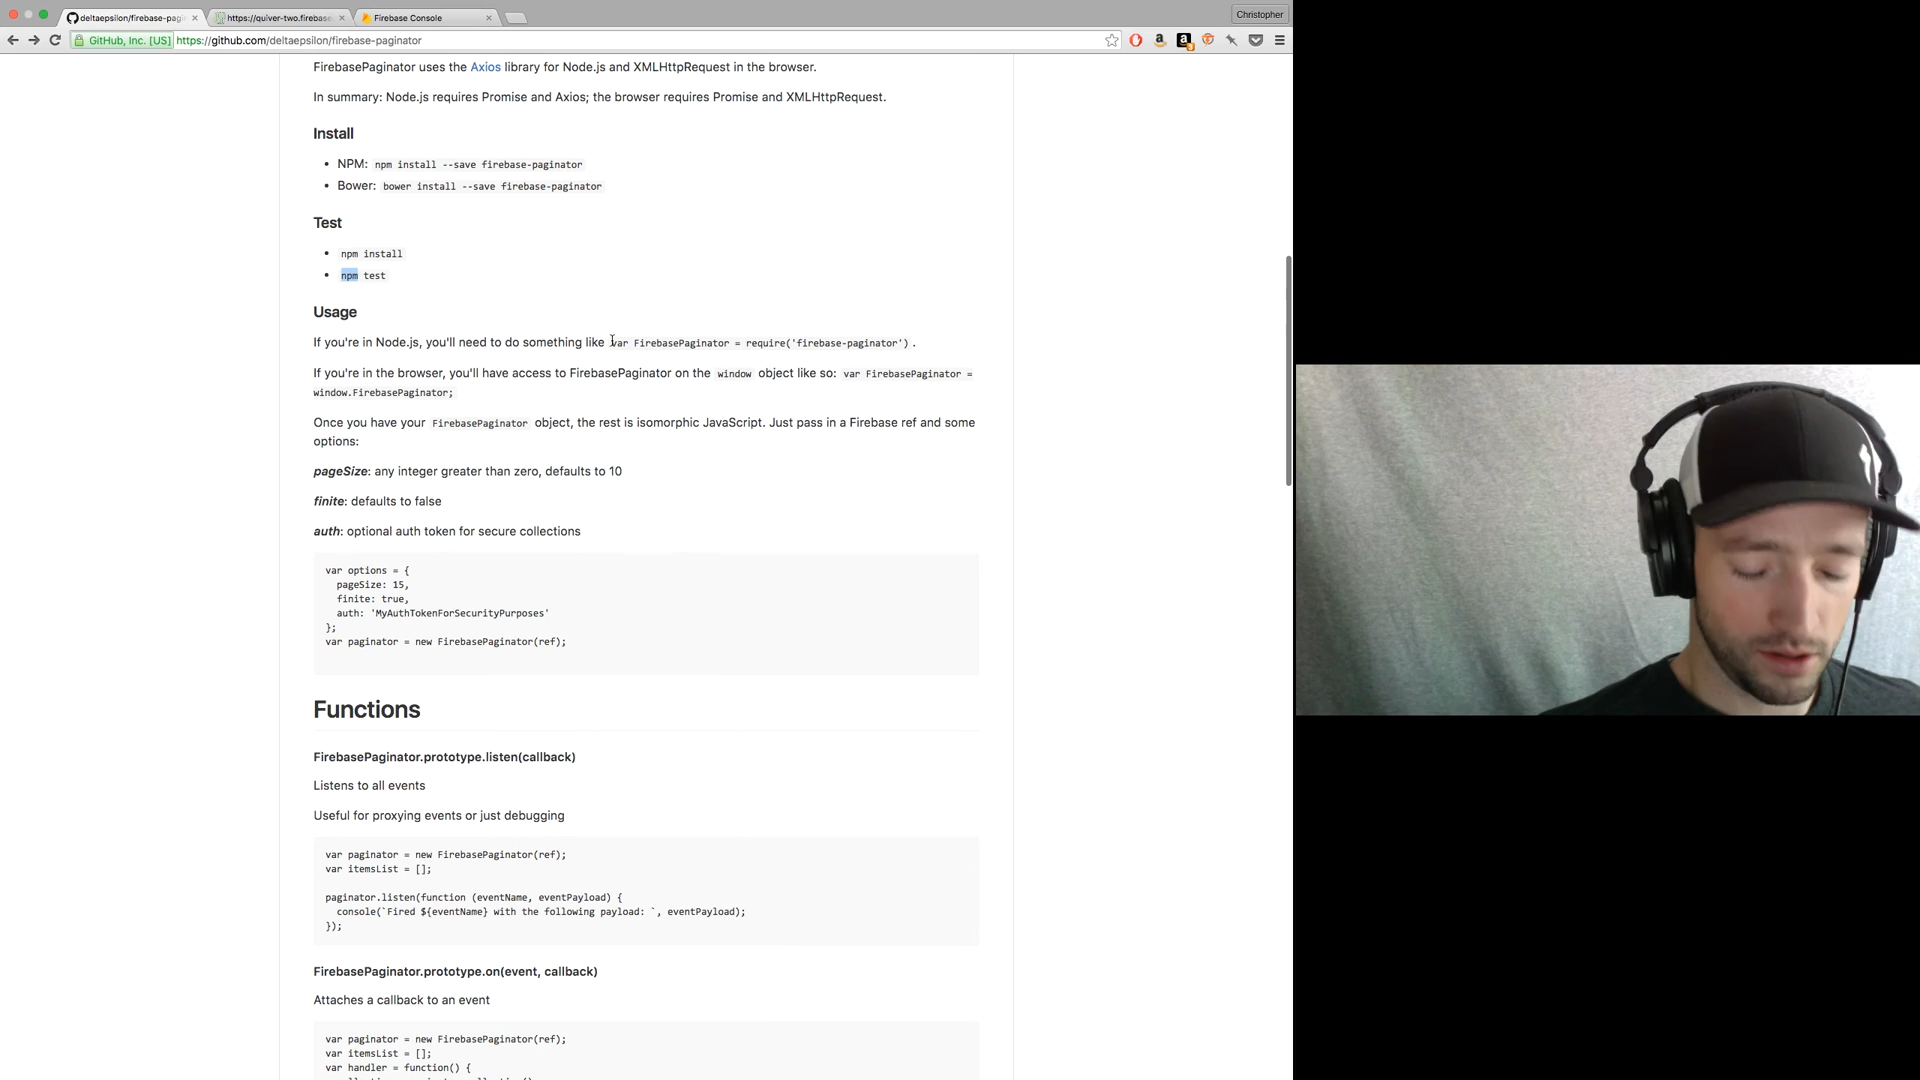 deltaepsilon/firebase-pagi
https://quiver-two.firebase
Firebase Console
Christopher
GitHub, Inc. [US]
https://github.com/deltaepsilon/firebase-paginator
FirebasePaginator uses the Axios library for Node.js and XMLHttpRequest in the browser.
In summary: Node.js requires Promise and Axios; the browser requires Promise and XMLHttpRequest.
Install
• NPM: npm install --save firebase-paginator
• Bower: bower install --save firebase-paginator
Test
• npm install
• npm test
Usage
If you're in Node.js, you'll need to do something like var FirebasePaginator = require('firebase-paginator') .
If you're in the browser, you'll have access to FirebasePaginator on the window object like so: var FirebasePaginator =
window.FirebasePaginator;
Once you have your FirebasePaginator object, the rest is isomorphic JavaScript. Just pass in a Firebase ref and some
options:
pageSize: any integer greater than zero, defaults to 10
finite: defaults to false
auth: optional auth token for secure collections
var options = {
pageSize: 15,
finite: true,
auth: 'MyAuthTokenForSecurityPurposes'
};
var paginator = new FirebasePaginator(ref);
Functions
FirebasePaginator.prototype.listen(callback)
Listens to all events
Useful for proxying events or just debugging
var paginator = new FirebasePaginator(ref);
var itemsList = [];
paginator.listen(function (eventName, eventPayload) {
console(`Fired ${eventName} with the following payload: `, eventPayload);
});
FirebasePaginator.prototype.on(event, callback)
Attaches a callback to an event
var paginator = new FirebasePaginator(ref);
var itemsList = [];
var handler = function() {